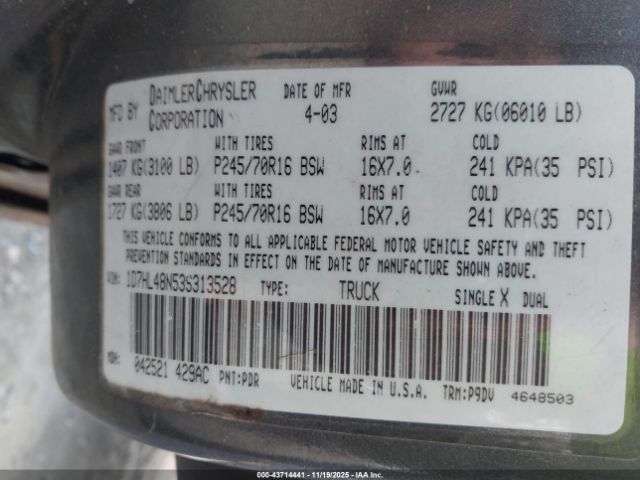 MFD BY DAIMLERCHRYSLER CORPORATION DATE OF MFR 4-03 GVWR 2727 KG(06010 LB)
GAWR FRONT WITH TIRES RIMS AT COLD
1407 KG(3100 LB) P245/70R16 BSW 16X7.0 241 KPA(35 PSI)
GAWR REAR WITH TIRES RIMS AT COLD
1727 KG(3806 LB) P245/70R16 BSW 16X7.0 241 KPA(35 PSI)
THIS VEHICLE CONFORMS TO ALL APPLICABLE FEDERAL MOTOR VEHICLE SAFETY AND THEFT
PREVENTION STANDARDS IN EFFECT ON THE DATE OF MANUFACTURE SHOWN ABOVE.
VIN: 1D7HL48N53S313528 TYPE: TRUCK SINGLE X DUAL
MDH: 042521 429AC PNT:PDR VEHICLE MADE IN U.S.A. TRM:P9DV 4648503
000-43714441 - 11/19/2025 - IAAI.COM